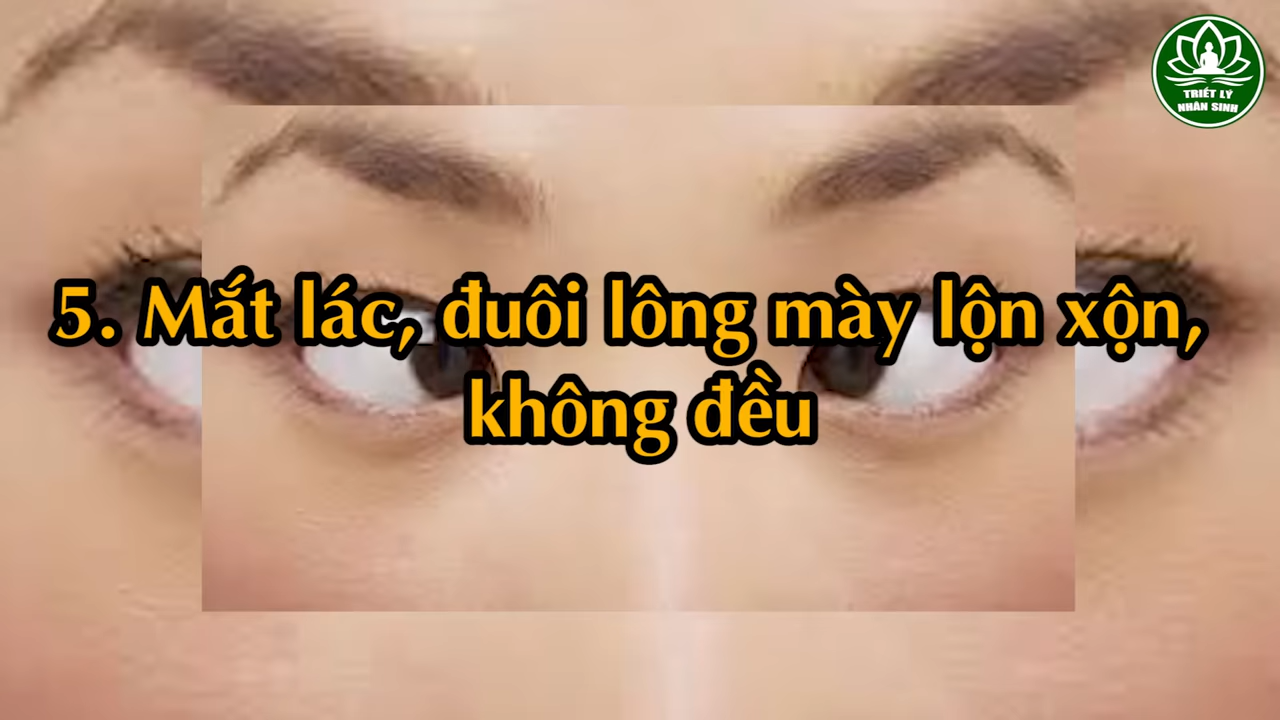 TRIẾT LÝ
NHÂN SINH
5. Mắt lác, đuôi lông mày lộn xộn,
không đều